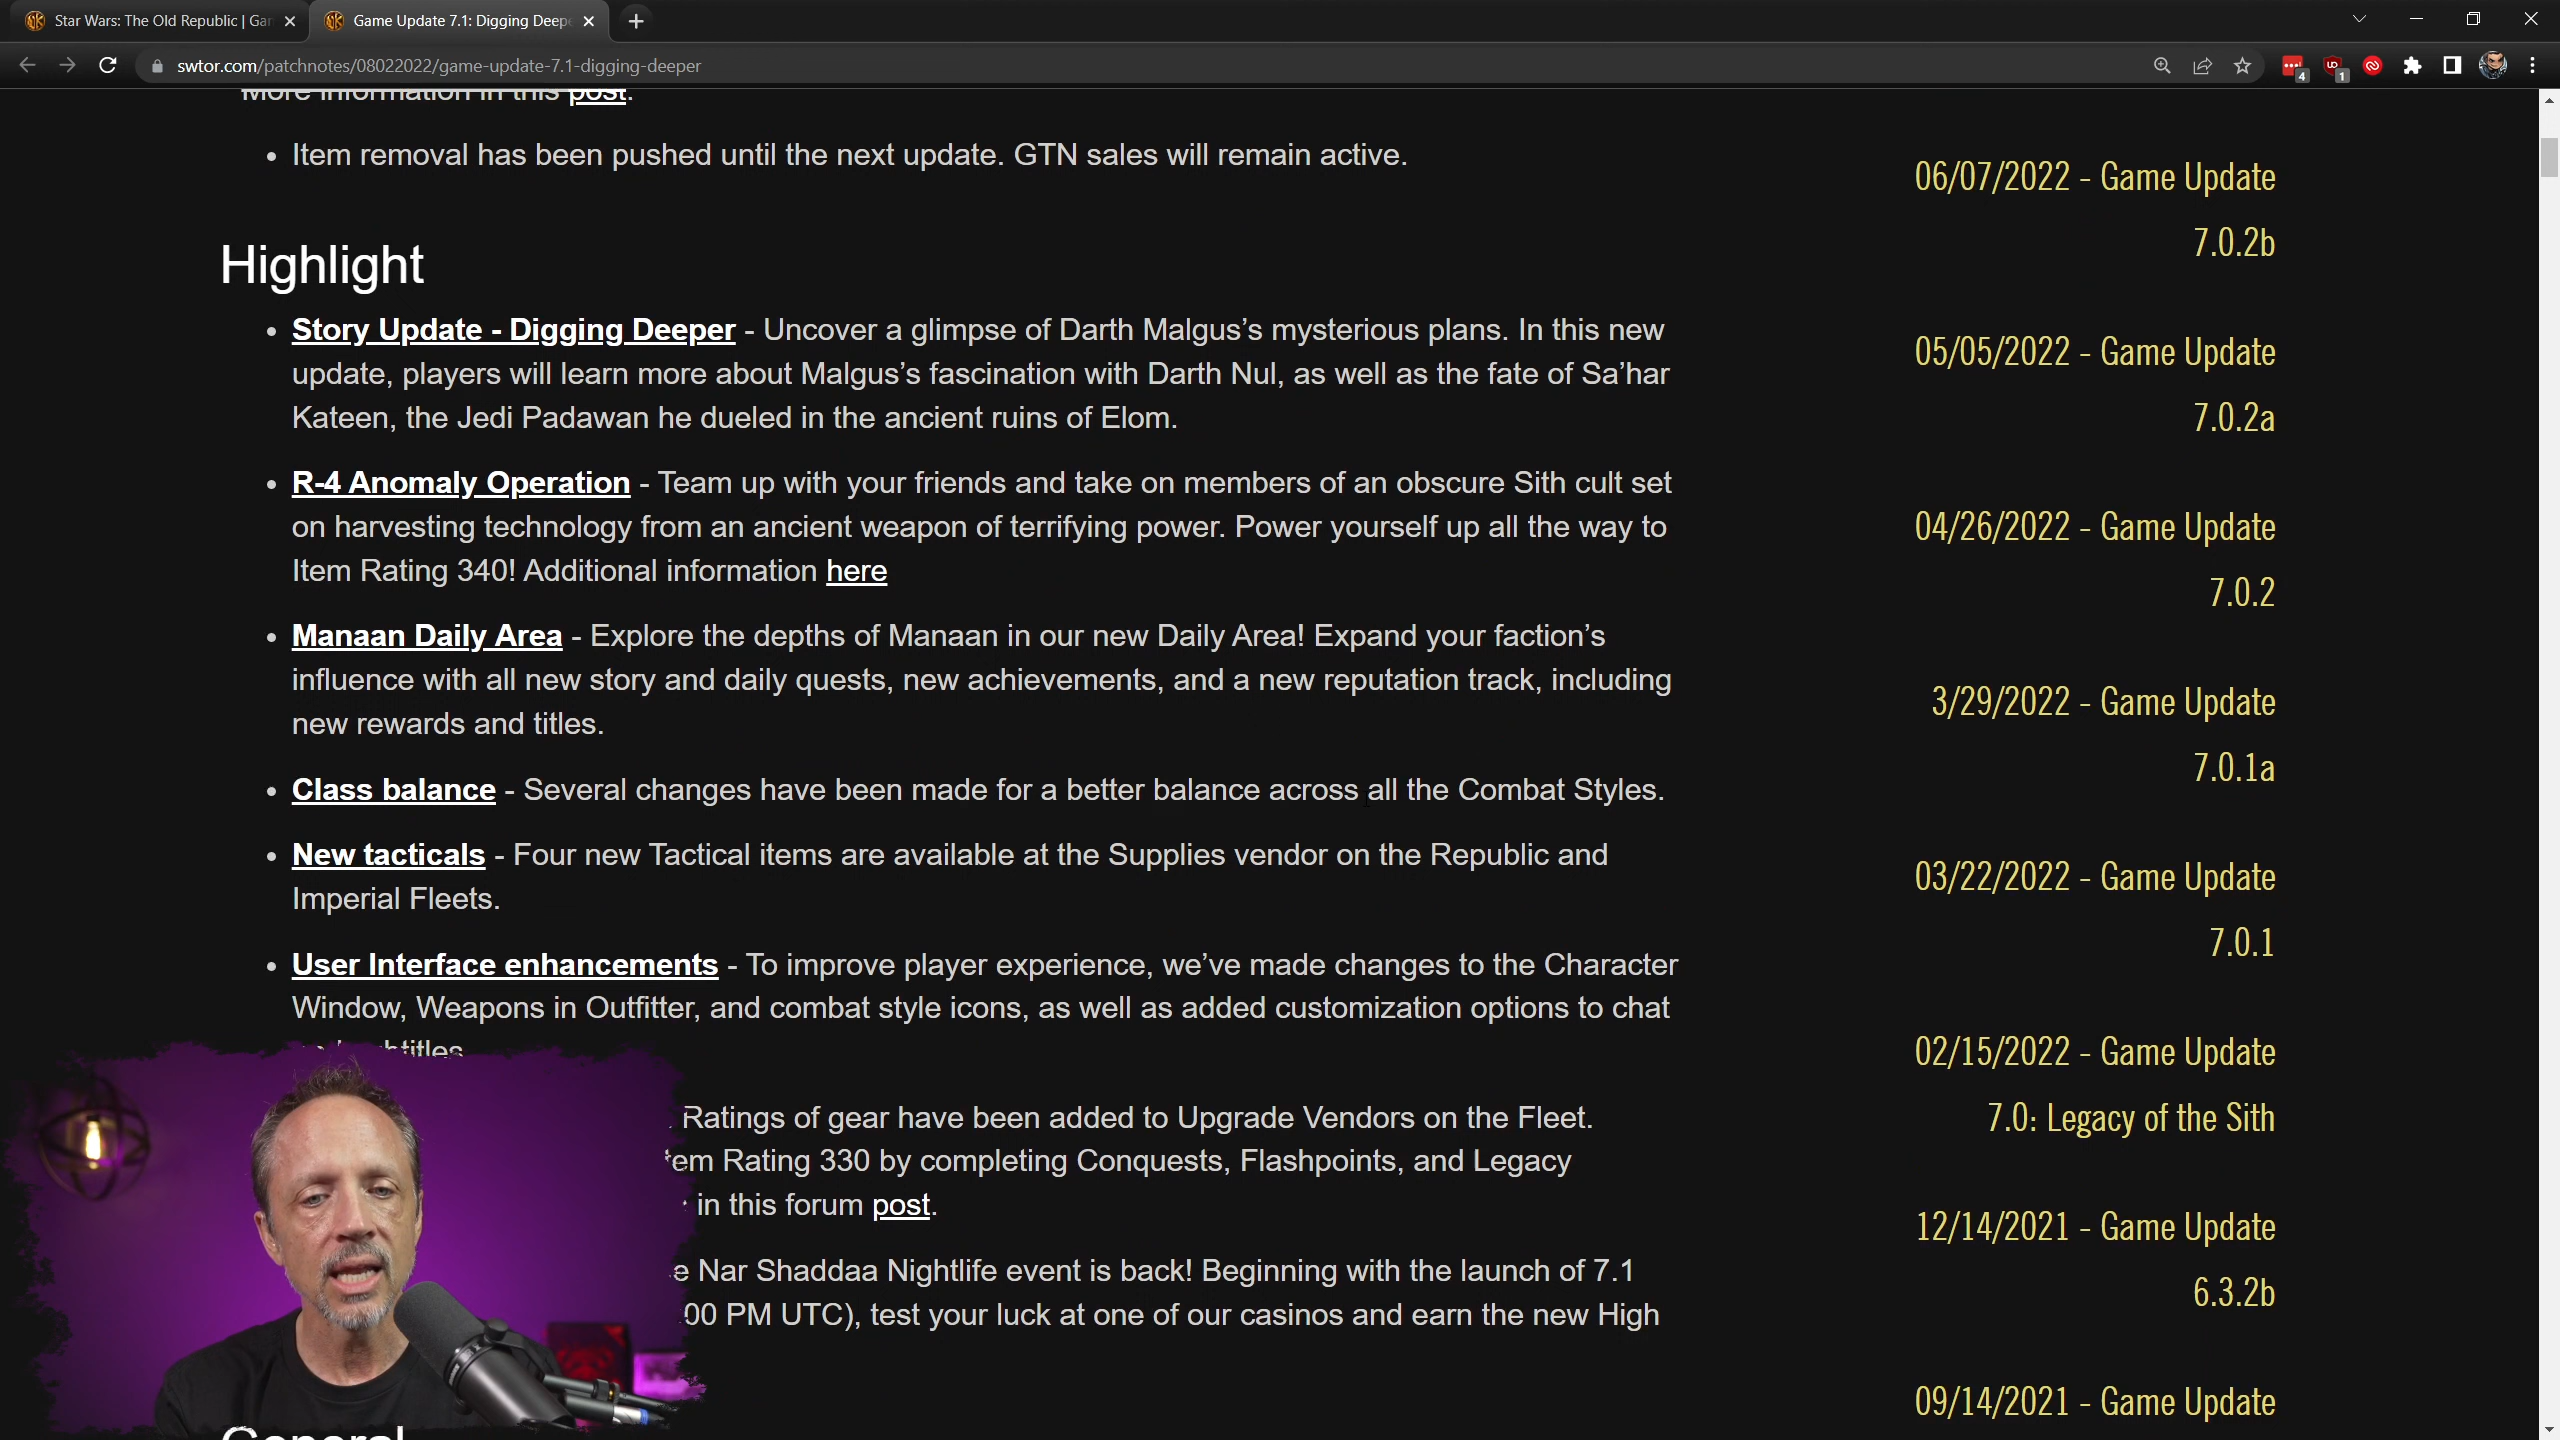 Star Wars: The Old Republic | Ga
Game Update 7.1: Digging Deep
swtor.com/patchnotes/08022022/game-update-7.1-digging-deeper
4
1
More information in this post.
• Item removal has been pushed until the next update. GTN sales will remain active.
Highlight
• Story Update - Digging Deeper - Uncover a glimpse of Darth Malgus’s mysterious plans. In this new
update, players will learn more about Malgus’s fascination with Darth Nul, as well as the fate of Sa’har
Kateen, the Jedi Padawan he dueled in the ancient ruins of Elom.
• R-4 Anomaly Operation - Team up with your friends and take on members of an obscure Sith cult set
on harvesting technology from an ancient weapon of terrifying power. Power yourself up all the way to
Item Rating 340! Additional information here
• Manaan Daily Area - Explore the depths of Manaan in our new Daily Area! Expand your faction’s
influence with all new story and daily quests, new achievements, and a new reputation track, including
new rewards and titles.
• Class balance - Several changes have been made for a better balance across all the Combat Styles.
• New tacticals - Four new Tactical items are available at the Supplies vendor on the Republic and
Imperial Fleets.
• User Interface enhancements - To improve player experience, we’ve made changes to the Character
Window, Weapons in Outfitter, and combat style icons, as well as added customization options to chat
Ratings of gear have been added to Upgrade Vendors on the Fleet.
Rating 330 by completing Conquests, Flashpoints, and Legacy
in this forum post.
Nar Shaddaa Nightlife event is back! Beginning with the launch of 7.1
00 PM UTC), test your luck at one of our casinos and earn the new High
General
06/07/2022 - Game Update
7.0.2b
05/05/2022 - Game Update
7.0.2a
04/26/2022 - Game Update
7.0.2
3/29/2022 - Game Update
7.0.1a
03/22/2022 - Game Update
7.0.1
02/15/2022 - Game Update
7.0: Legacy of the Sith
12/14/2021 - Game Update
6.3.2b
09/14/2021 - Game Update